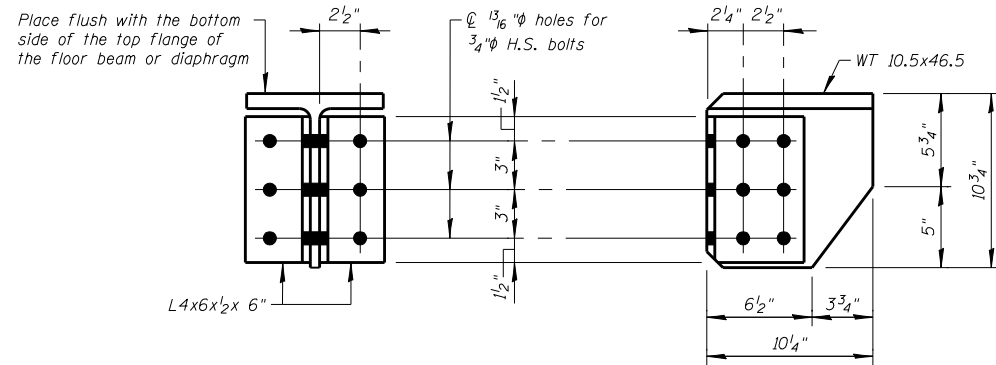 Place flush with the bottom
side of the top flange of
the floor beam or diaphragm
2½"
℄ 13⁄16 "ϕ holes for
¾"ϕ H.S. bolts
2¼" 2½"
WT 10.5x46.5
1½"
3"
3"
1½"
5¾"
10¾"
5"
L4x6x½x 6"
6½" 3¾"
10¼"